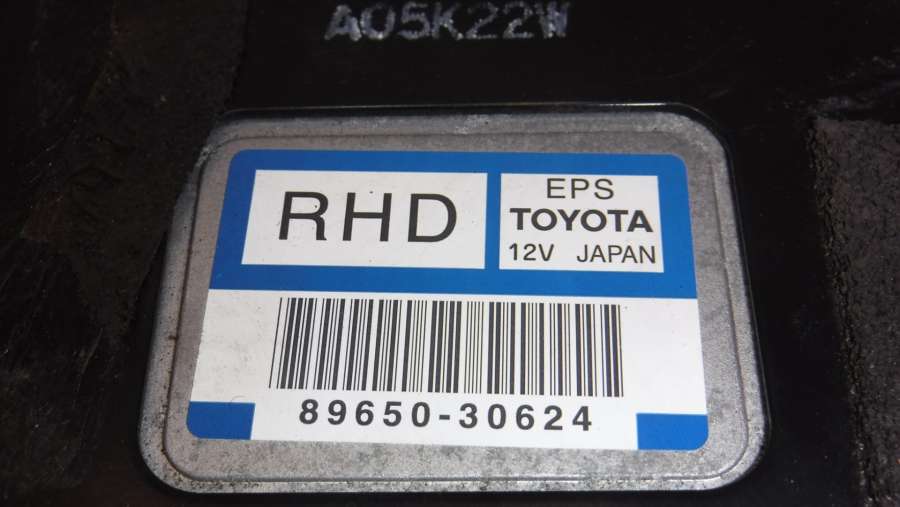 A05K22W
RHD
EPS
TOYOTA
12V JAPAN
89650-30624